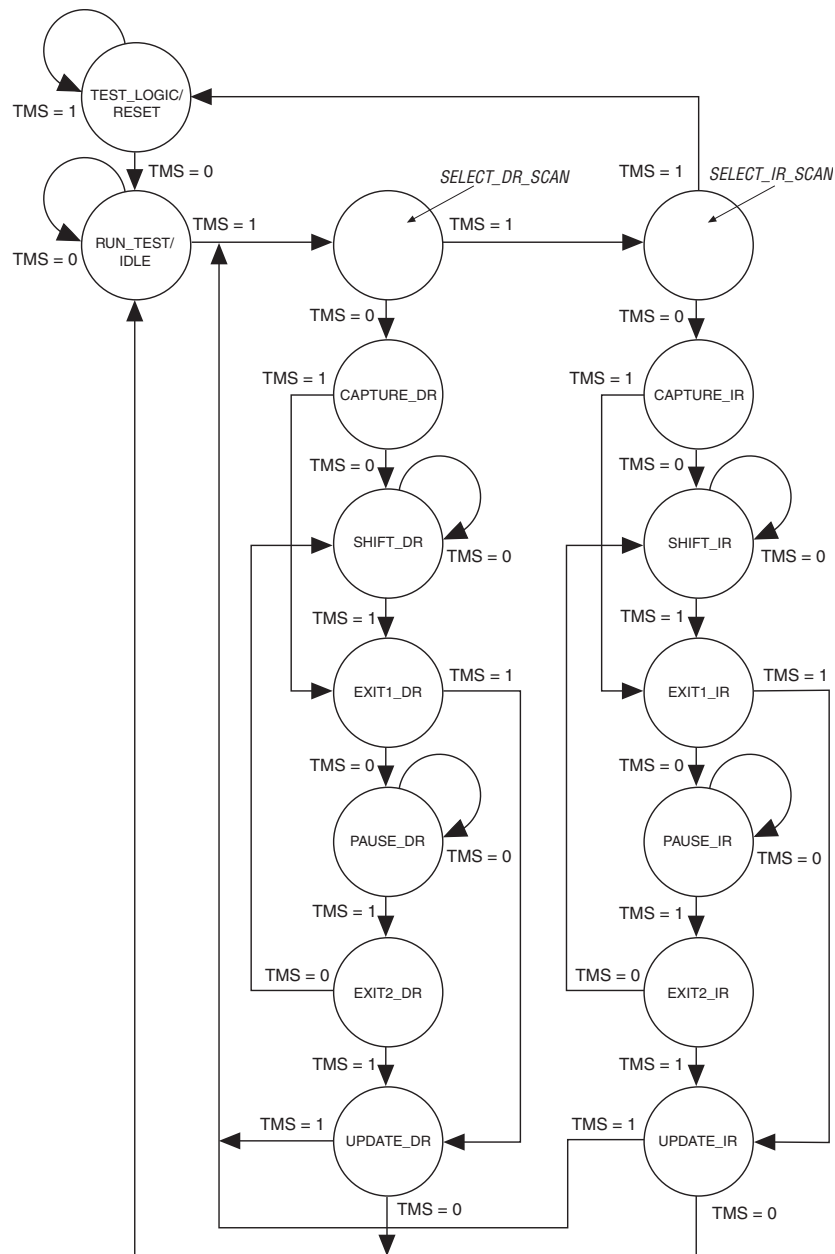 TEST_LOGIC/
RESET
TMS = 1
TMS = 0
SELECT_DR_SCAN
TMS = 1
SELECT_IR_SCAN
RUN_TEST/
IDLE
TMS = 0
TMS = 1
TMS = 1
TMS = 0
TMS = 0
TMS = 1
CAPTURE_DR
TMS = 1
CAPTURE_IR
TMS = 0
TMS = 0
SHIFT_DR
TMS = 0
SHIFT_IR
TMS = 0
TMS = 1
TMS = 1
EXIT1_DR
TMS = 1
EXIT1_IR
TMS = 1
TMS = 0
TMS = 0
PAUSE_DR
TMS = 0
PAUSE_IR
TMS = 0
TMS = 1
TMS = 1
TMS = 0
EXIT2_DR
TMS = 0
EXIT2_IR
TMS = 1
TMS = 1
TMS = 1
UPDATE_DR
TMS = 1
UPDATE_IR
TMS = 0
TMS = 0